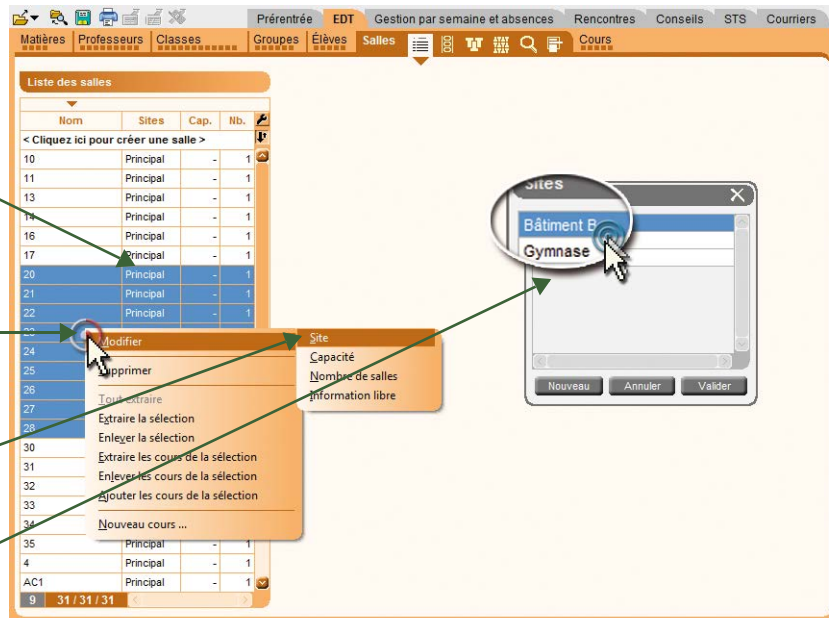 Prérentrée EDT Gestion par semaine et absences Rencontres Conseils STS Courriers
Matières Professeurs Classes Groupes Élèves Salles Cours
Liste des salles
Nom Sites Cap. Nb.
< Cliquez ici pour créer une salle >
10 Principal - 1
11 Principal - 1
13 Principal - 1
14 Principal - 1
16 Principal - 1
17 Principal - 1
20 Principal - 1
21 Principal - 1
22 Principal - 1
23
24
25
26
27
28
30
31
32
33
34
35 Principal - 1
4 Principal - 1
AC1 Principal - 1
9 31 / 31 / 31
Modifier
Supprimer
Tout extraire
Extraire la sélection
Enlever la sélection
Extraire les cours de la sélection
Enlever les cours de la sélection
Ajouter les cours de la sélection
Nouveau cours ...
Site
Capacité
Nombre de salles
Information libre
Sites
Bâtiment B
Gymnase
Nouveau Annuler Valider